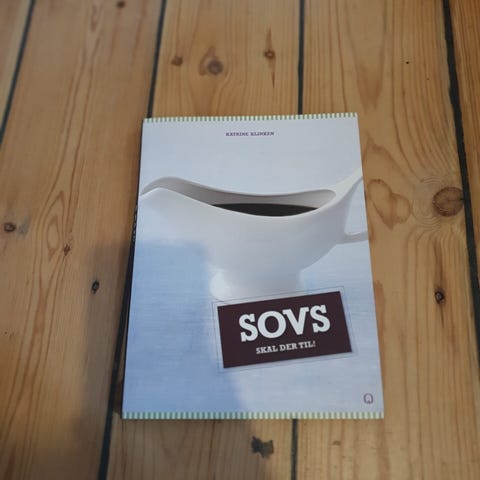 KATRINE KLINKEN
SOVS
SKAL DER TIL!